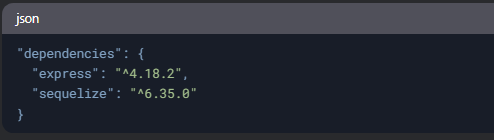 json
"dependencies": {
"express": "^4.18.2",
"sequelize": "^6.35.0"
}